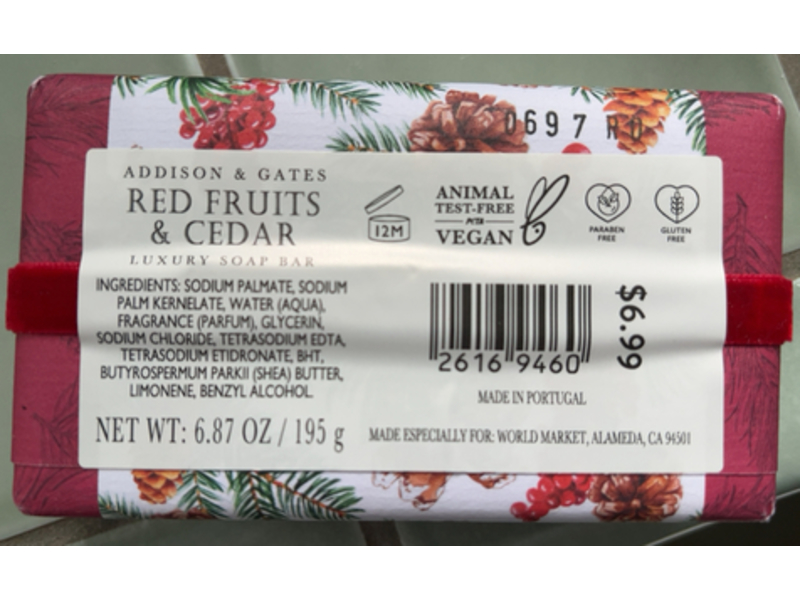 0697 RO
ADDISON & GATES
RED FRUITS
& CEDAR
LUXURY SOAP BAR
12M
ANIMAL
TEST-FREE
PETA
VEGAN
PARABEN
FREE
GLUTEN
FREE
INGREDIENTS: SODIUM PALMATE, SODIUM
PALM KERNELATE, WATER (AQUA),
FRAGRANCE (PARFUM), GLYCERIN,
SODIUM CHLORIDE, TETRASODIUM EDTA,
TETRASODIUM ETIDRONATE, BHT,
BUTYROSPERMUM PARKII (SHEA) BUTTER,
LIMONENE, BENZYL ALCOHOL.
NET WT: 6.87 OZ / 195 g
2616 9460
$6.99
MADE IN PORTUGAL
MADE ESPECIALLY FOR: WORLD MARKET, ALAMEDA, CA 94501